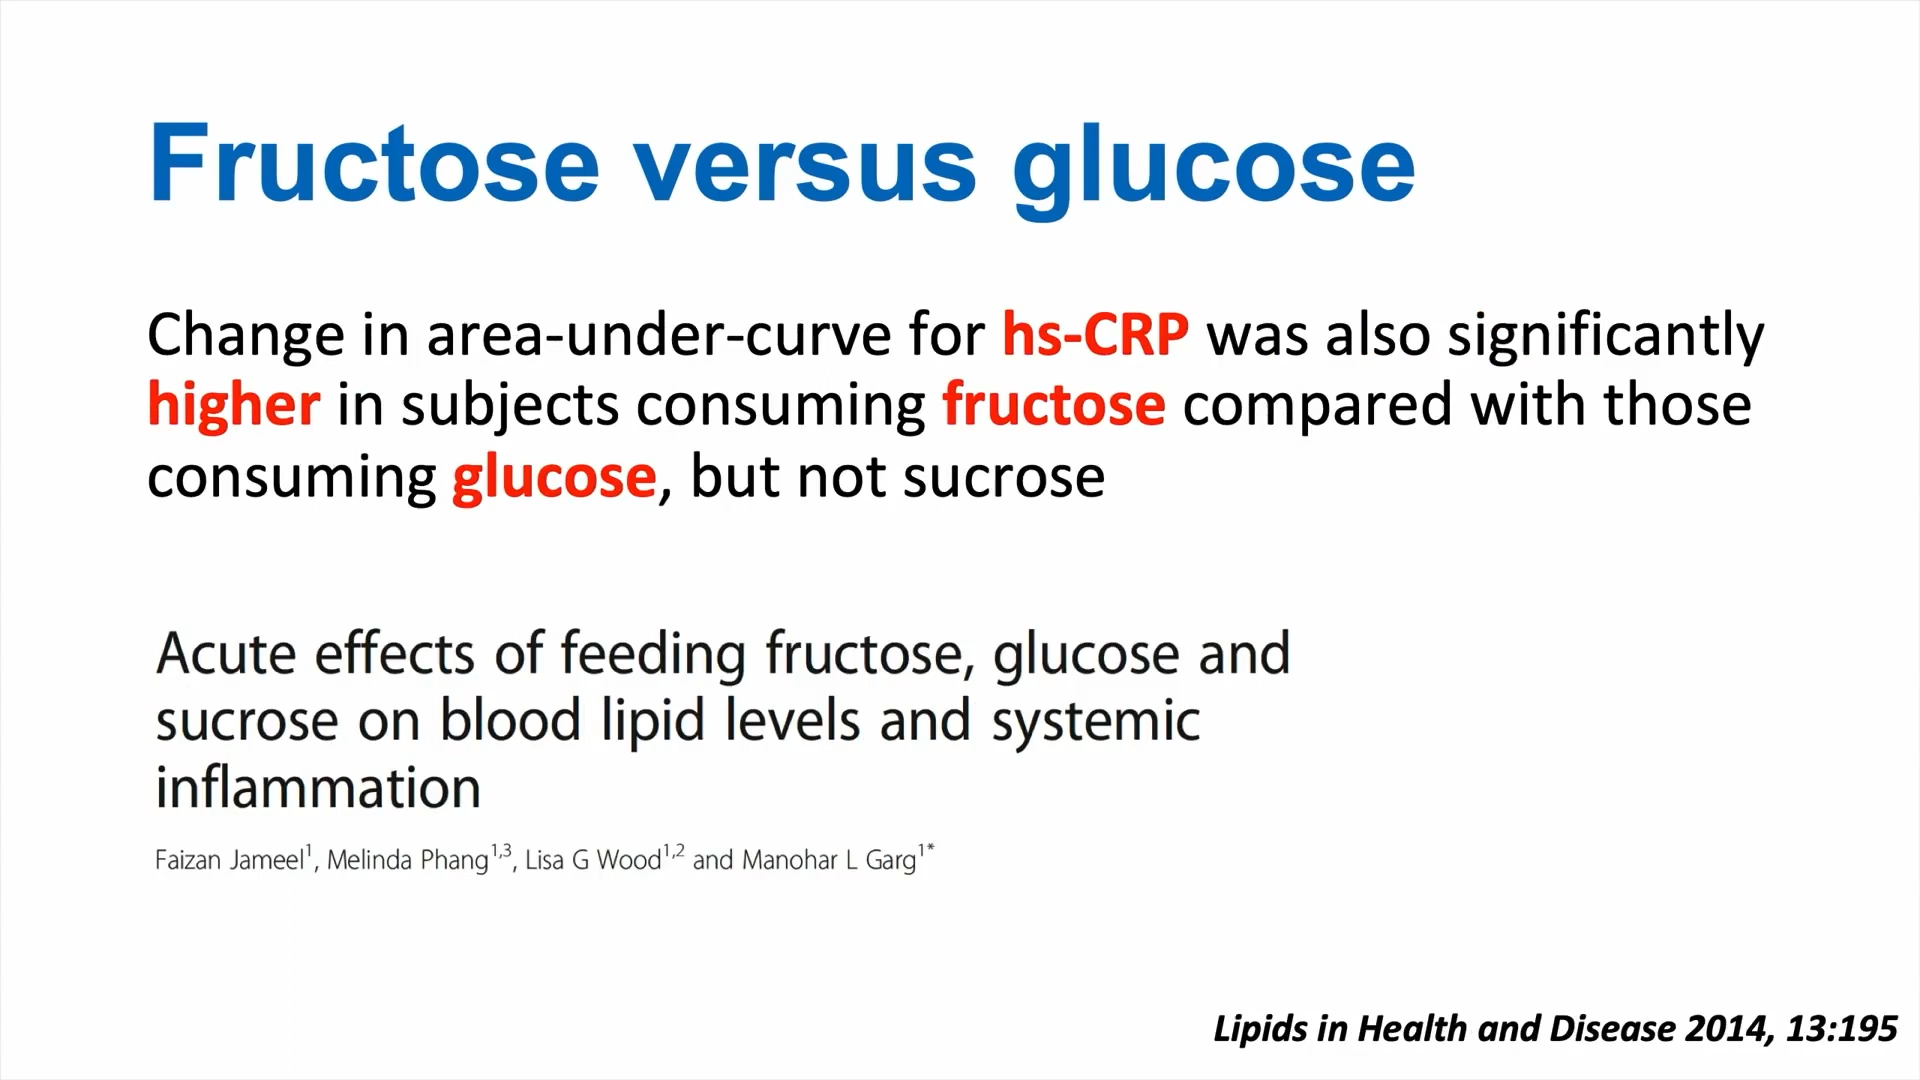 Fructose versus glucose
Change in area-under-curve for hs-CRP was also significantly
higher in subjects consuming fructose compared with those
consuming glucose, but not sucrose
Acute effects of feeding fructose, glucose and
sucrose on blood lipid levels and systemic
inflammation
Faizan Jameel1, Melinda Phang1,3, Lisa G Wood1,2 and Manohar L Garg1*
Lipids in Health and Disease 2014, 13:195